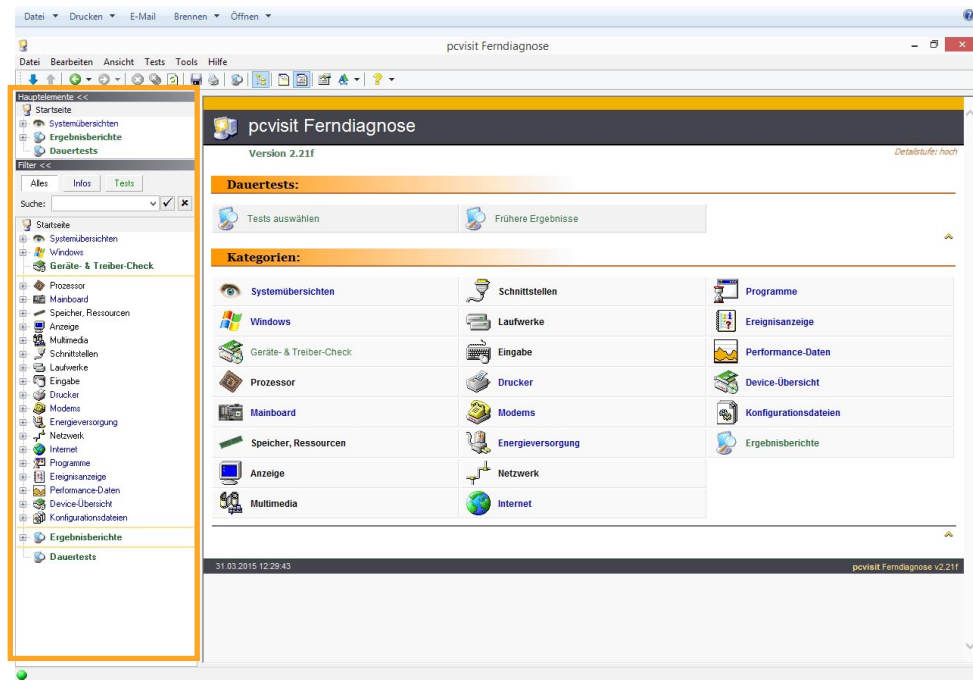 Datei Drucken E-Mail Brennen Öffnen
pcvisit Ferndiagnose
Datei Bearbeiten Ansicht Tests Tools Hilfe
Hauptelemente <<
Startseite
Systemübersichten
Ergebnisberichte
Dauertests
Filter <<
Alles Infos Tests
Suche:
Startseite
Systemübersichten
Windows
Geräte- & Treiber-Check
Prozessor
Mainboard
Speicher, Ressourcen
Anzeige
Multimedia
Schnittstellen
Laufwerke
Eingabe
Drucker
Modems
Energieversorgung
Netzwerk
Internet
Programme
Ereignisanzeige
Performance-Daten
Device-Übersicht
Konfigurationsdateien
Ergebnisberichte
Dauertests
pcvisit Ferndiagnose
Version 2.21f Detailstufe: hoch
Dauertests:
Tests auswählen Frühere Ergebnisse
Kategorien:
Systemübersichten Schnittstellen Programme
Windows Laufwerke Ereignisanzeige
Geräte- & Treiber-Check Eingabe Performance-Daten
Prozessor Drucker Device-Übersicht
Mainboard Modems Konfigurationsdateien
Speicher, Ressourcen Energieversorgung Ergebnisberichte
Anzeige Netzwerk
Multimedia Internet
31.03.2015 12:29:43 pcvisit Ferndiagnose v2.21f